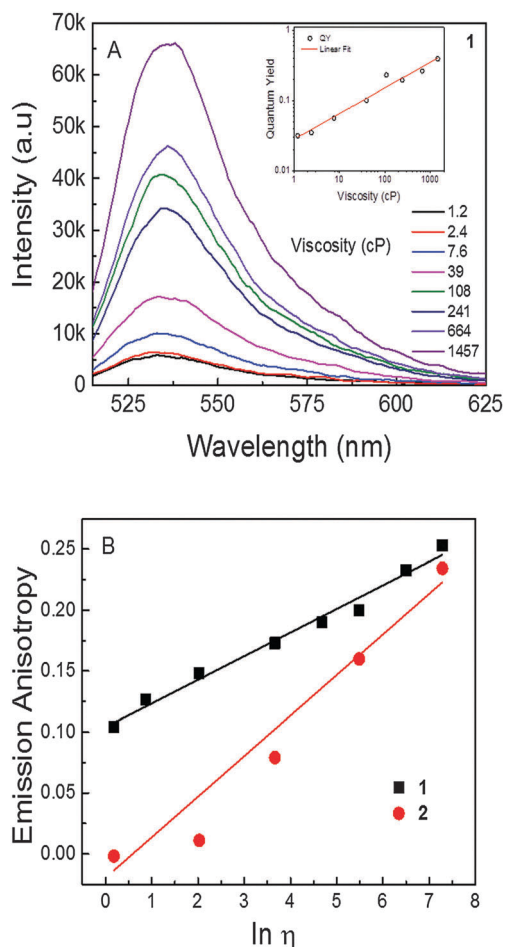 70k
60k
50k
40k
30k
20k
10k
0
Intensity (a.u)
A
1
QY
Linear Fit
Quantum Yield
1
0.1
0.01
1
10
100
1000
Viscosity (cP)
Viscosity (cP)
1.2
2.4
7.6
39
108
241
664
1457
525
550
575
600
625
Wavelength (nm)
B
Emission Anisotropy
0.25
0.20
0.15
0.10
0.05
0.00
1
2
0
1
2
3
4
5
6
7
8
ln η